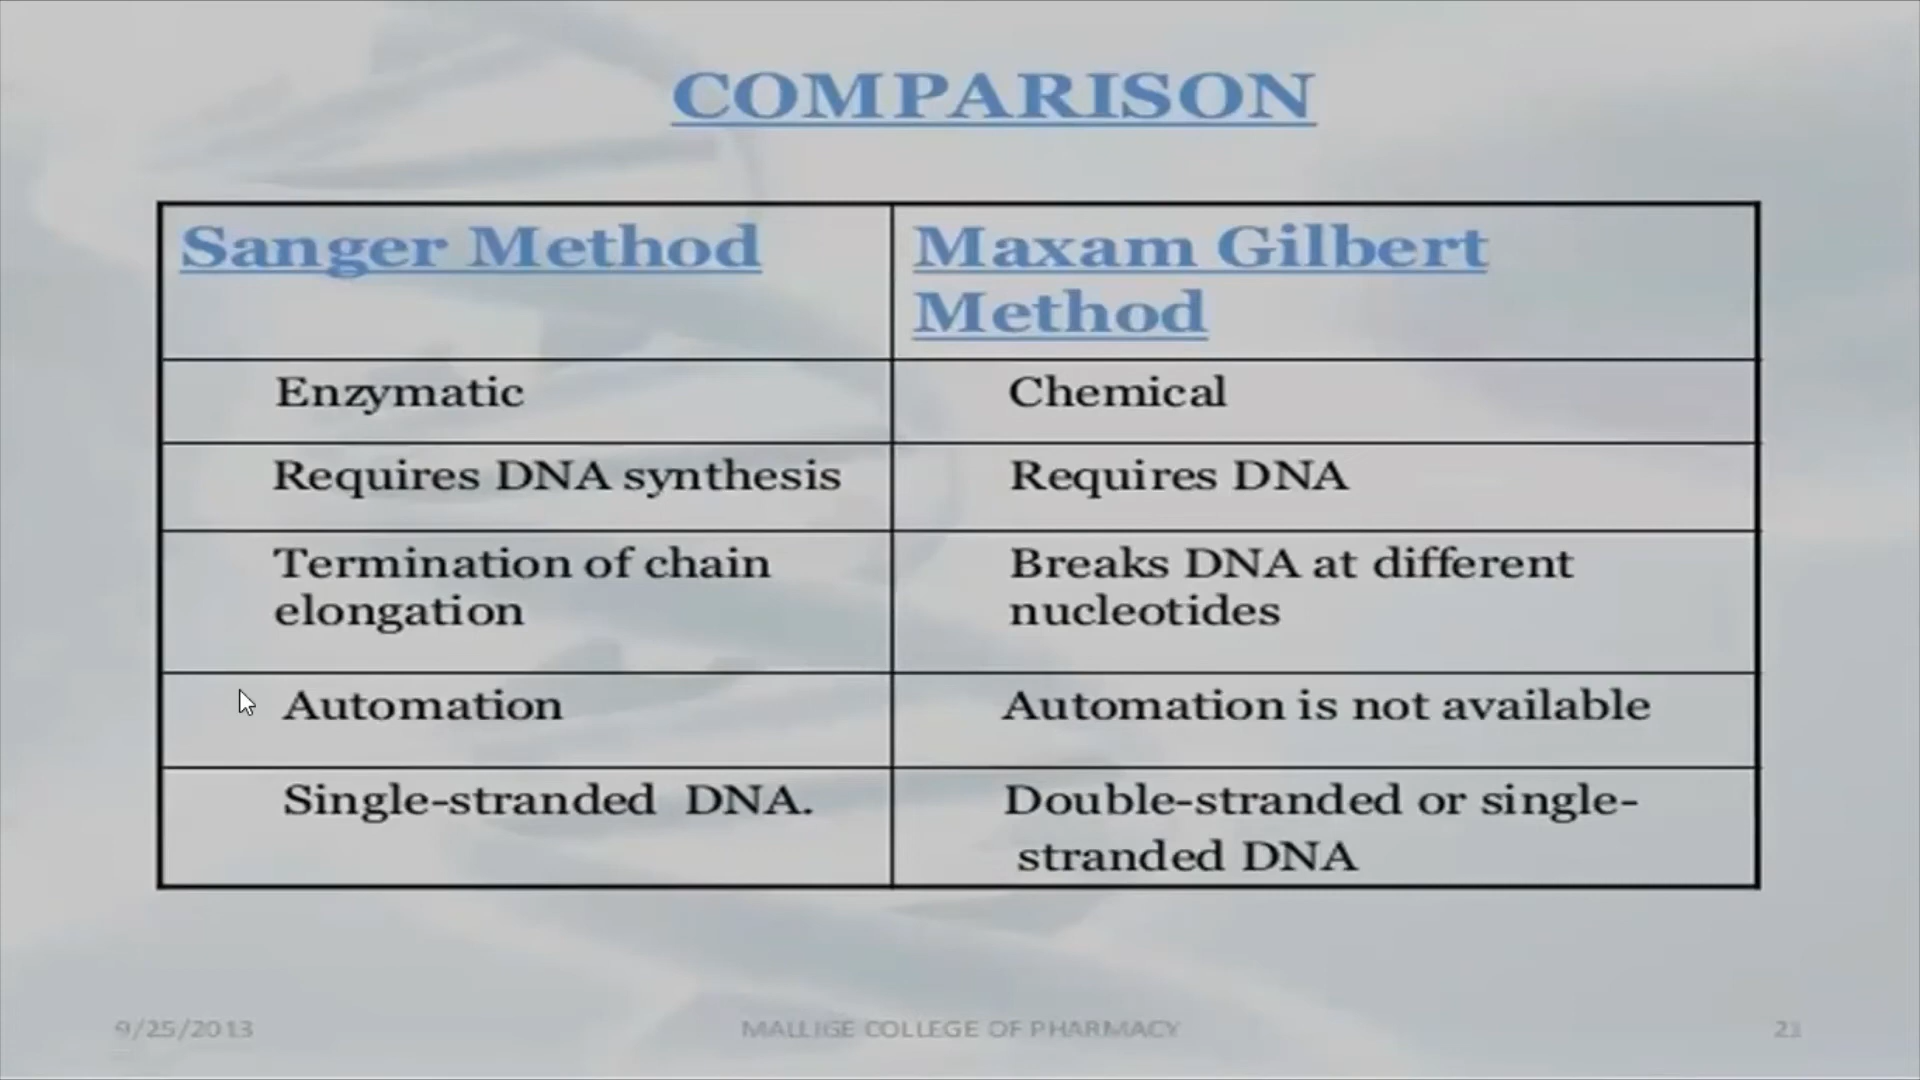 COMPARISON
Sanger Method
Maxam Gilbert
Method
Enzymatic
Chemical
Requires DNA synthesis
Requires DNA
Termination of chain
elongation
Breaks DNA at different
nucleotides
Automation
Automation is not available
Single-stranded DNA.
Double-stranded or single-
stranded DNA
9/25/2013
MALLIGE COLLEGE OF PHARMACY